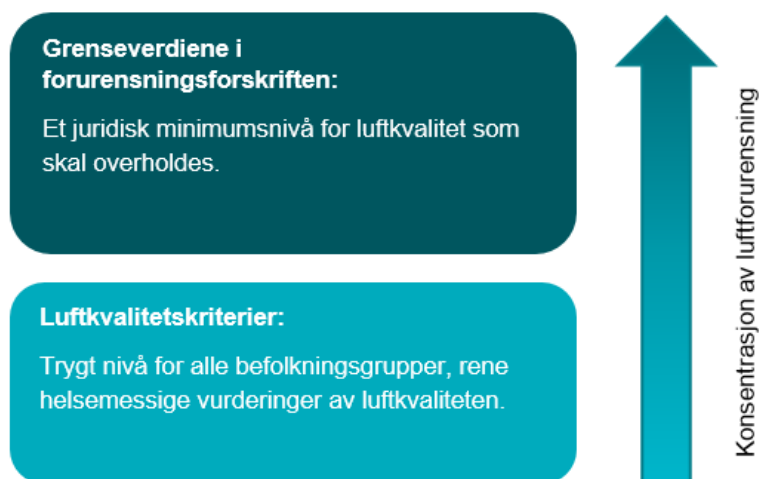 Grenseverdiene i
forurensningsforskriften:
Et juridisk minimumsnivå for luftkvalitet som
skal overholdes.
Luftkvalitetskriterier:
Trygt nivå for alle befolkningsgrupper, rene
helsemessige vurderinger av luftkvaliteten.
Konsentrasjon av luftforurensning